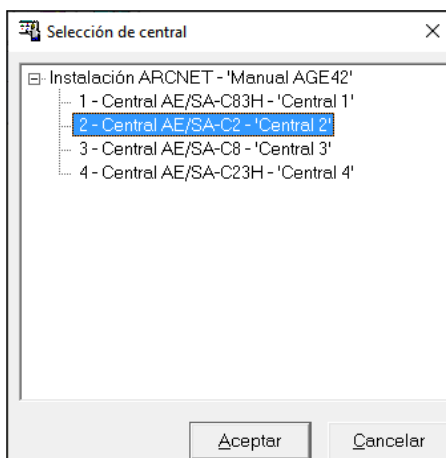 Selección de central
Instalación ARCNET - 'Manual AGE42'
1 - Central AE/SA-C83H - 'Central 1'
2 - Central AE/SA-C2 - 'Central 2'
3 - Central AE/SA-C8 - 'Central 3'
4 - Central AE/SA-C23H - 'Central 4'
Aceptar
Cancelar